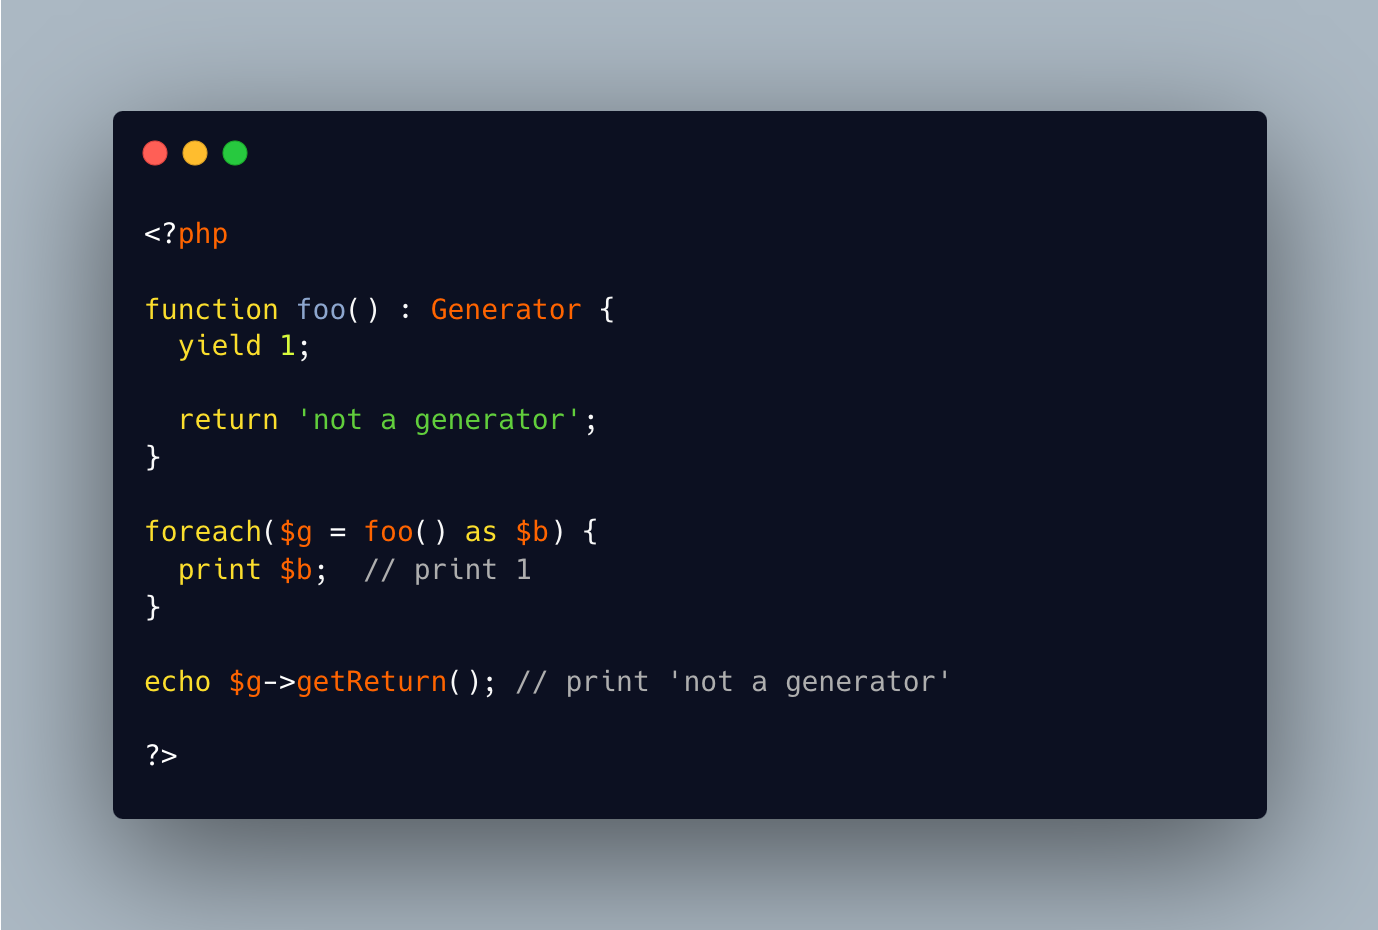 <?php
function foo() : Generator {
  yield 1;
  return 'not a generator';
}
foreach($g = foo() as $b) {
  print $b;  // print 1
}
echo $g->getReturn(); // print 'not a generator'
?>